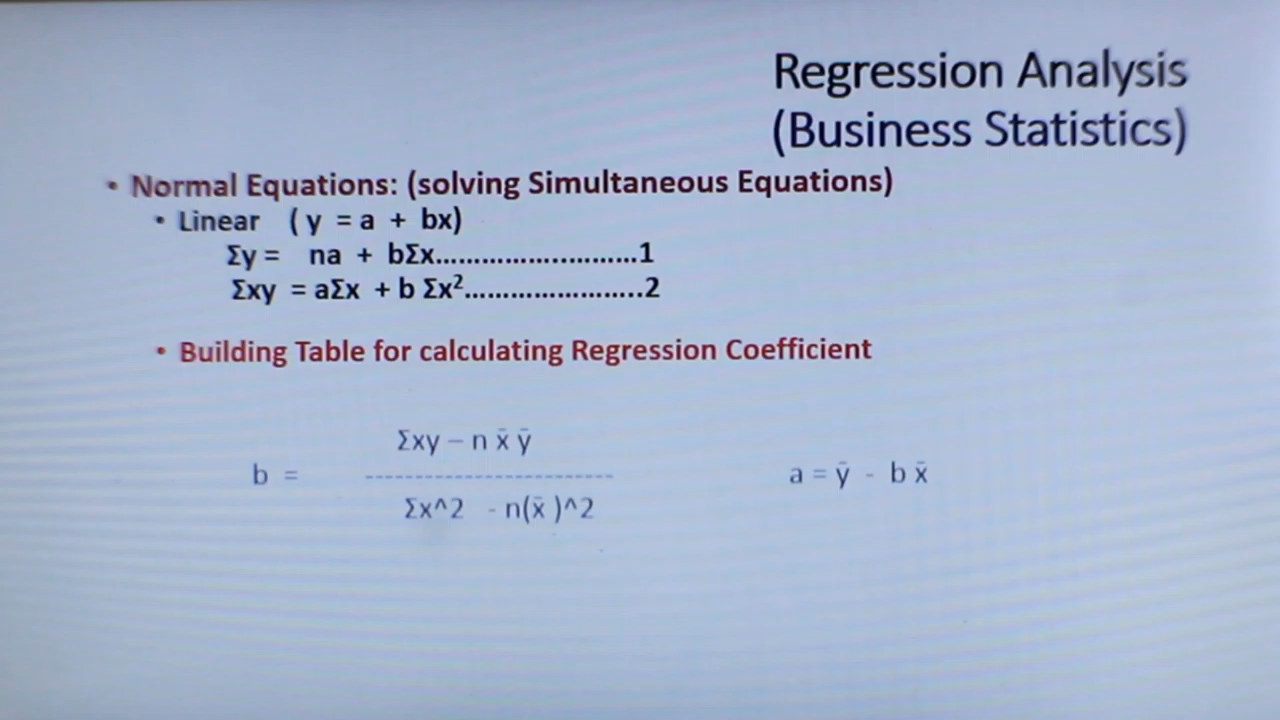 Regression Analysis
(Business Statistics)
• Normal Equations: (solving Simultaneous Equations)
• Linear ( y = a + bx)
Σy = na + bΣx............................1
Σxy = aΣx + b Σx²........................2
• Building Table for calculating Regression Coefficient
Σxy – n x̄ ȳ
b = --------------------------- a = ȳ - b x̄
Σx^2 - n(x̄ )^2